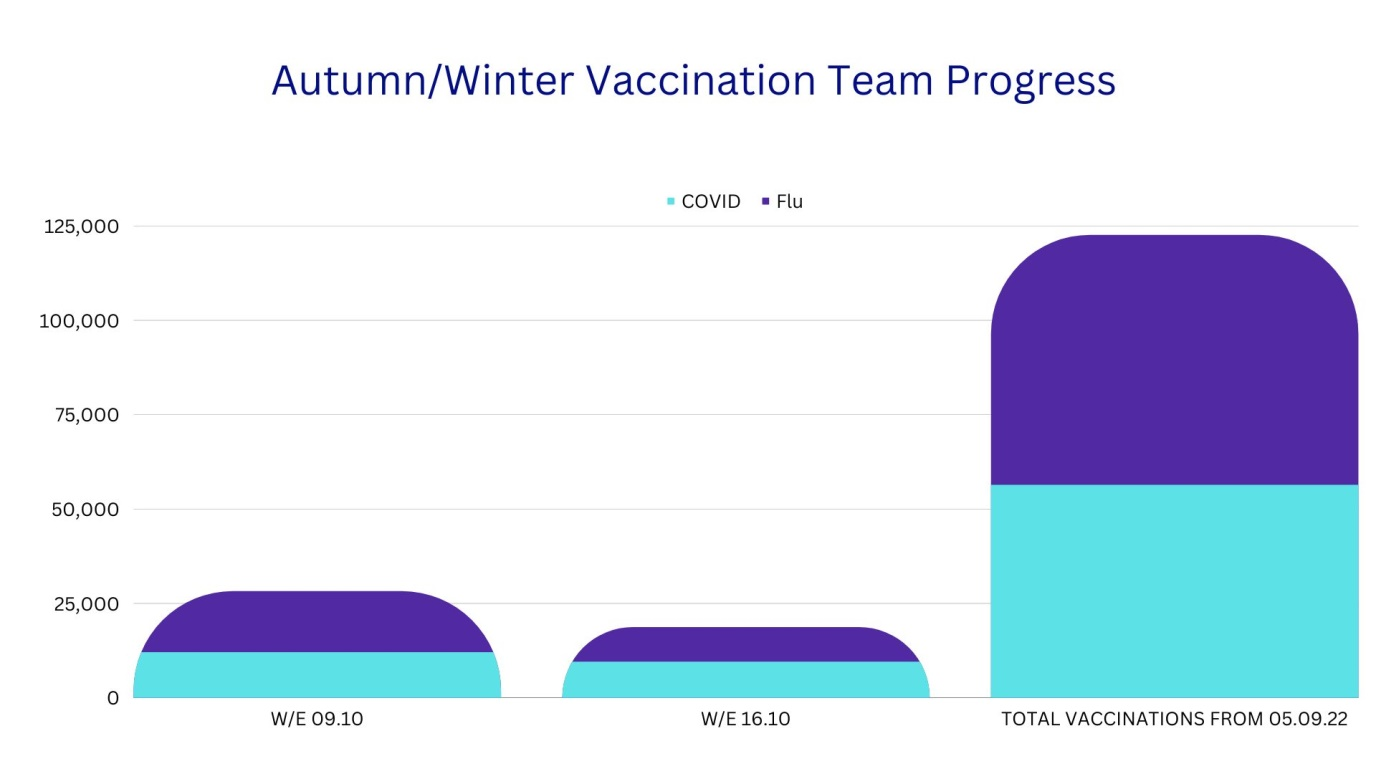 Autumn/Winter Vaccination Team Progress
COVID Flu
125,000
100,000
75,000
50,000
25,000
0
W/E 09.10 W/E 16.10 TOTAL VACCINATIONS FROM 05.09.22